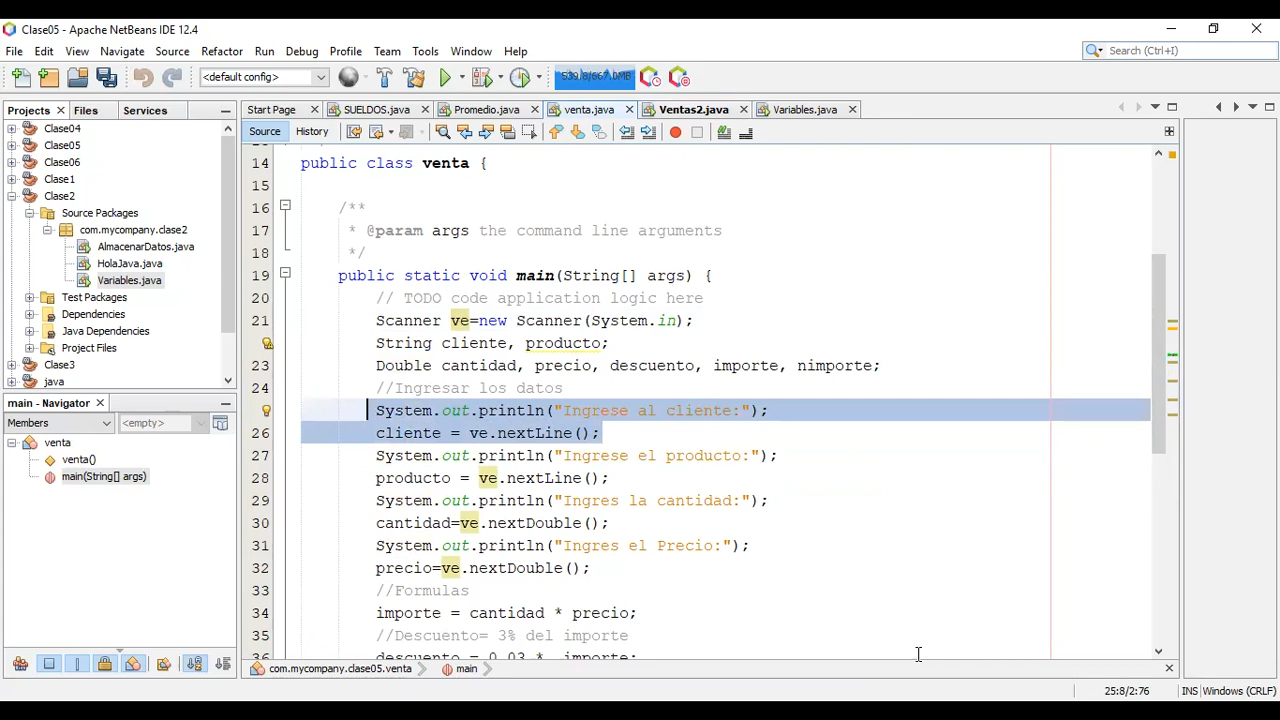 Clase05 - Apache NetBeans IDE 12.4
File Edit View Navigate Source Refactor Run Debug Profile Team Tools Window Help
Search (Ctrl+I)
<default config>
539.8/667.0MB
Projects Files Services
Start Page SUELDOS.java Promedio.java venta.java Ventas2.java Variables.java
Source History
Clase04
Clase05
Clase06
Clase1
Clase2
Source Packages
com.mycompany.clase2
AlmacenarDatos.java
HolaJava.java
Variables.java
Test Packages
Dependencies
Java Dependencies
Project Files
Clase3
java
main - Navigator
Members <empty>
venta
venta()
main(String[] args)
14 public class venta {
15
16 /**
17 * @param args the command line arguments
18 */
19 public static void main(String[] args) {
20 // TODO code application logic here
21 Scanner ve=new Scanner(System.in);
String cliente, producto;
23 Double cantidad, precio, descuento, importe, nimporte;
24 //Ingresar los datos
System.out.println("Ingrese al cliente:");
26 cliente = ve.nextLine();
27 System.out.println("Ingrese el producto:");
28 producto = ve.nextLine();
29 System.out.println("Ingres la cantidad:");
30 cantidad=ve.nextDouble();
31 System.out.println("Ingres el Precio:");
32 precio=ve.nextDouble();
33 //Formulas
34 importe = cantidad * precio;
35 //Descuento= 3% del importe
36 descuento = 0.03 * importe;
com.mycompany.clase05.venta main
25:8/2:76 INS Windows (CRLF)